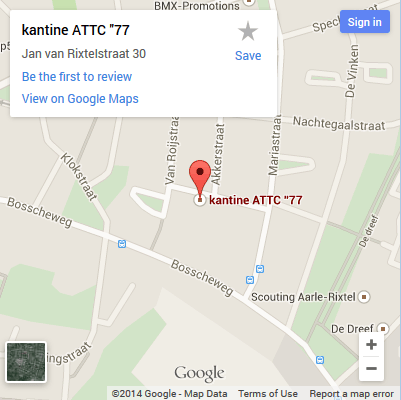 BMX-Promotions
Spech
kantine ATTC "77
Jan van Rixtelstraat 30
Save
Be the first to review
View on Google Maps
Sign in
De Vinken
Nachtegaalstraat
Klokstraat
Van Roijstraat
Akkerstraat
Mariastraat
kantine ATTC "77
Bosscheweg
De dreef
Bosscheweg
Scouting Aarle-Rixtel
De Dreef
ningstraat
Google
+
−
©2014 Google - Map Data
Terms of Use
Report a map error